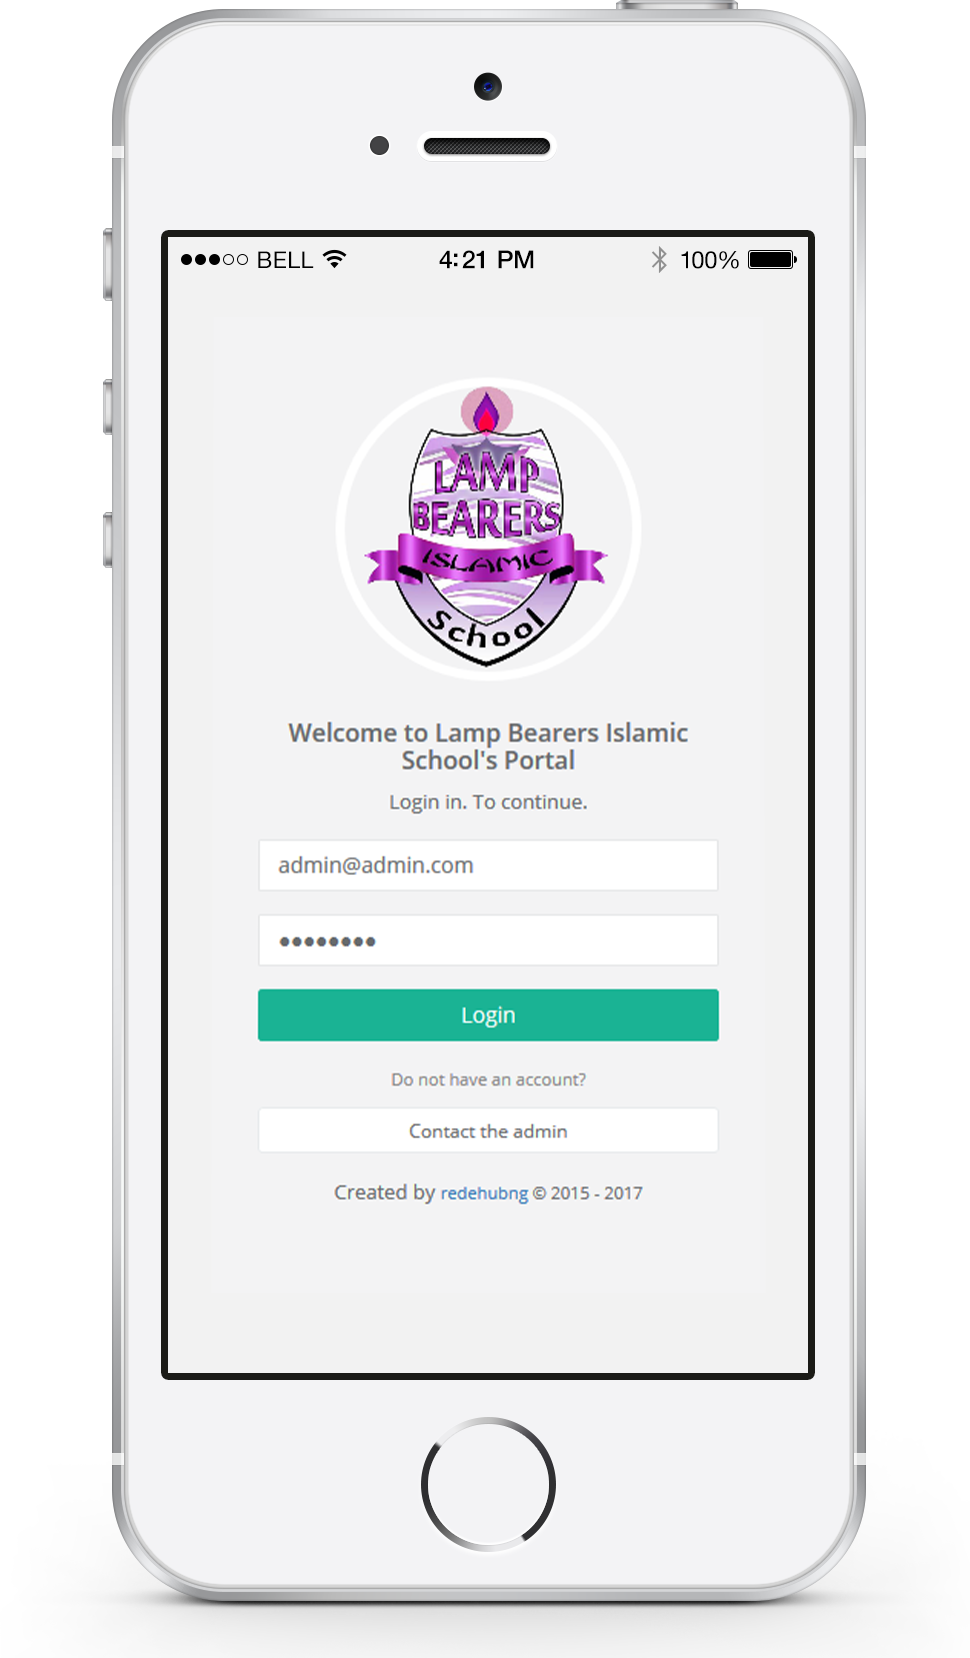 BELL 4:21 PM 100%
LAMP
BEARERS
ISLAMIC
School
Welcome to Lamp Bearers Islamic
School's Portal
Login in. To continue.
admin@admin.com
••••••••
Login
Do not have an account?
Contact the admin
Created by redehubng © 2015 - 2017